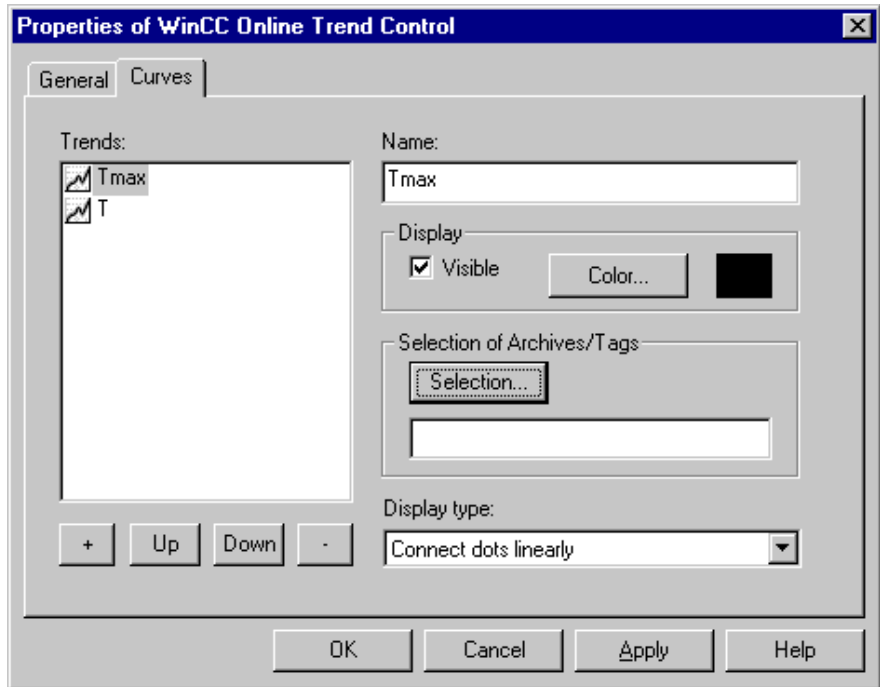 Properties of WinCC Online Trend Control
General
Curves
Trends:
Tmax
T
+
Up
Down
-
Name:
Tmax
Display
Visible
Color...
Selection of Archives/Tags
Selection...
Display type:
Connect dots linearly
OK
Cancel
Apply
Help